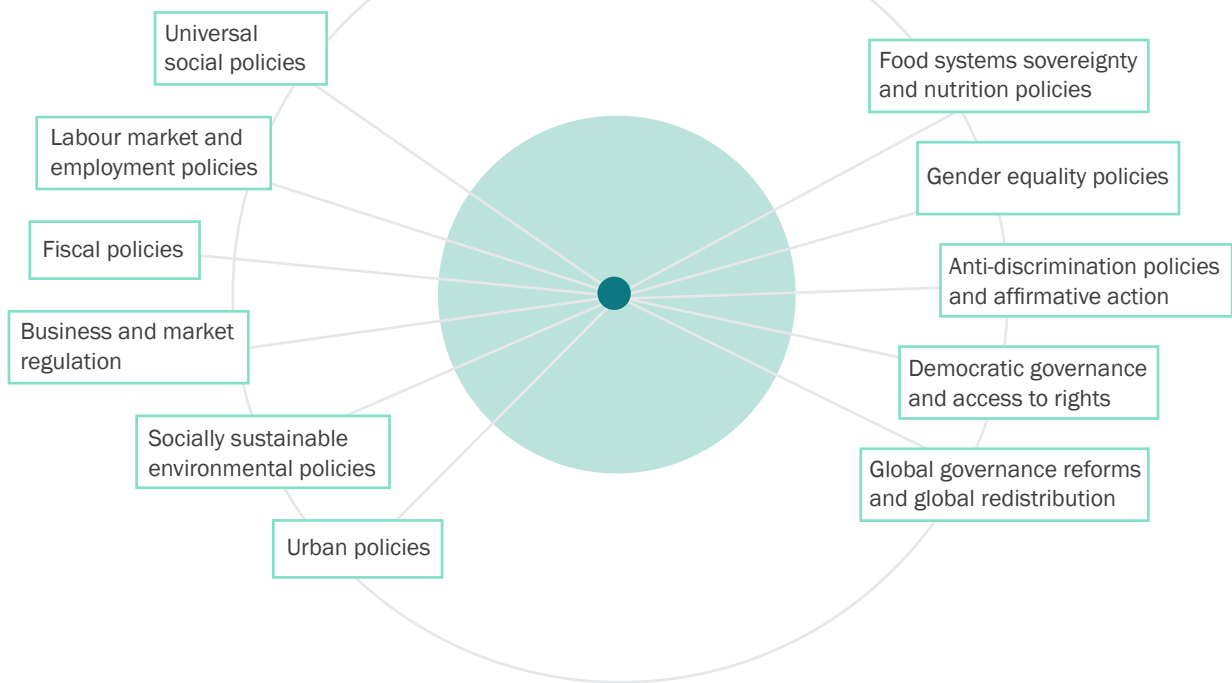 Universal
social policies
Labour market and
employment policies
Fiscal policies
Business and market
regulation
Socially sustainable
environmental policies
Urban policies
Food systems sovereignty
and nutrition policies
Gender equality policies
Anti-discrimination policies
and affirmative action
Democratic governance
and access to rights
Global governance reforms
and global redistribution